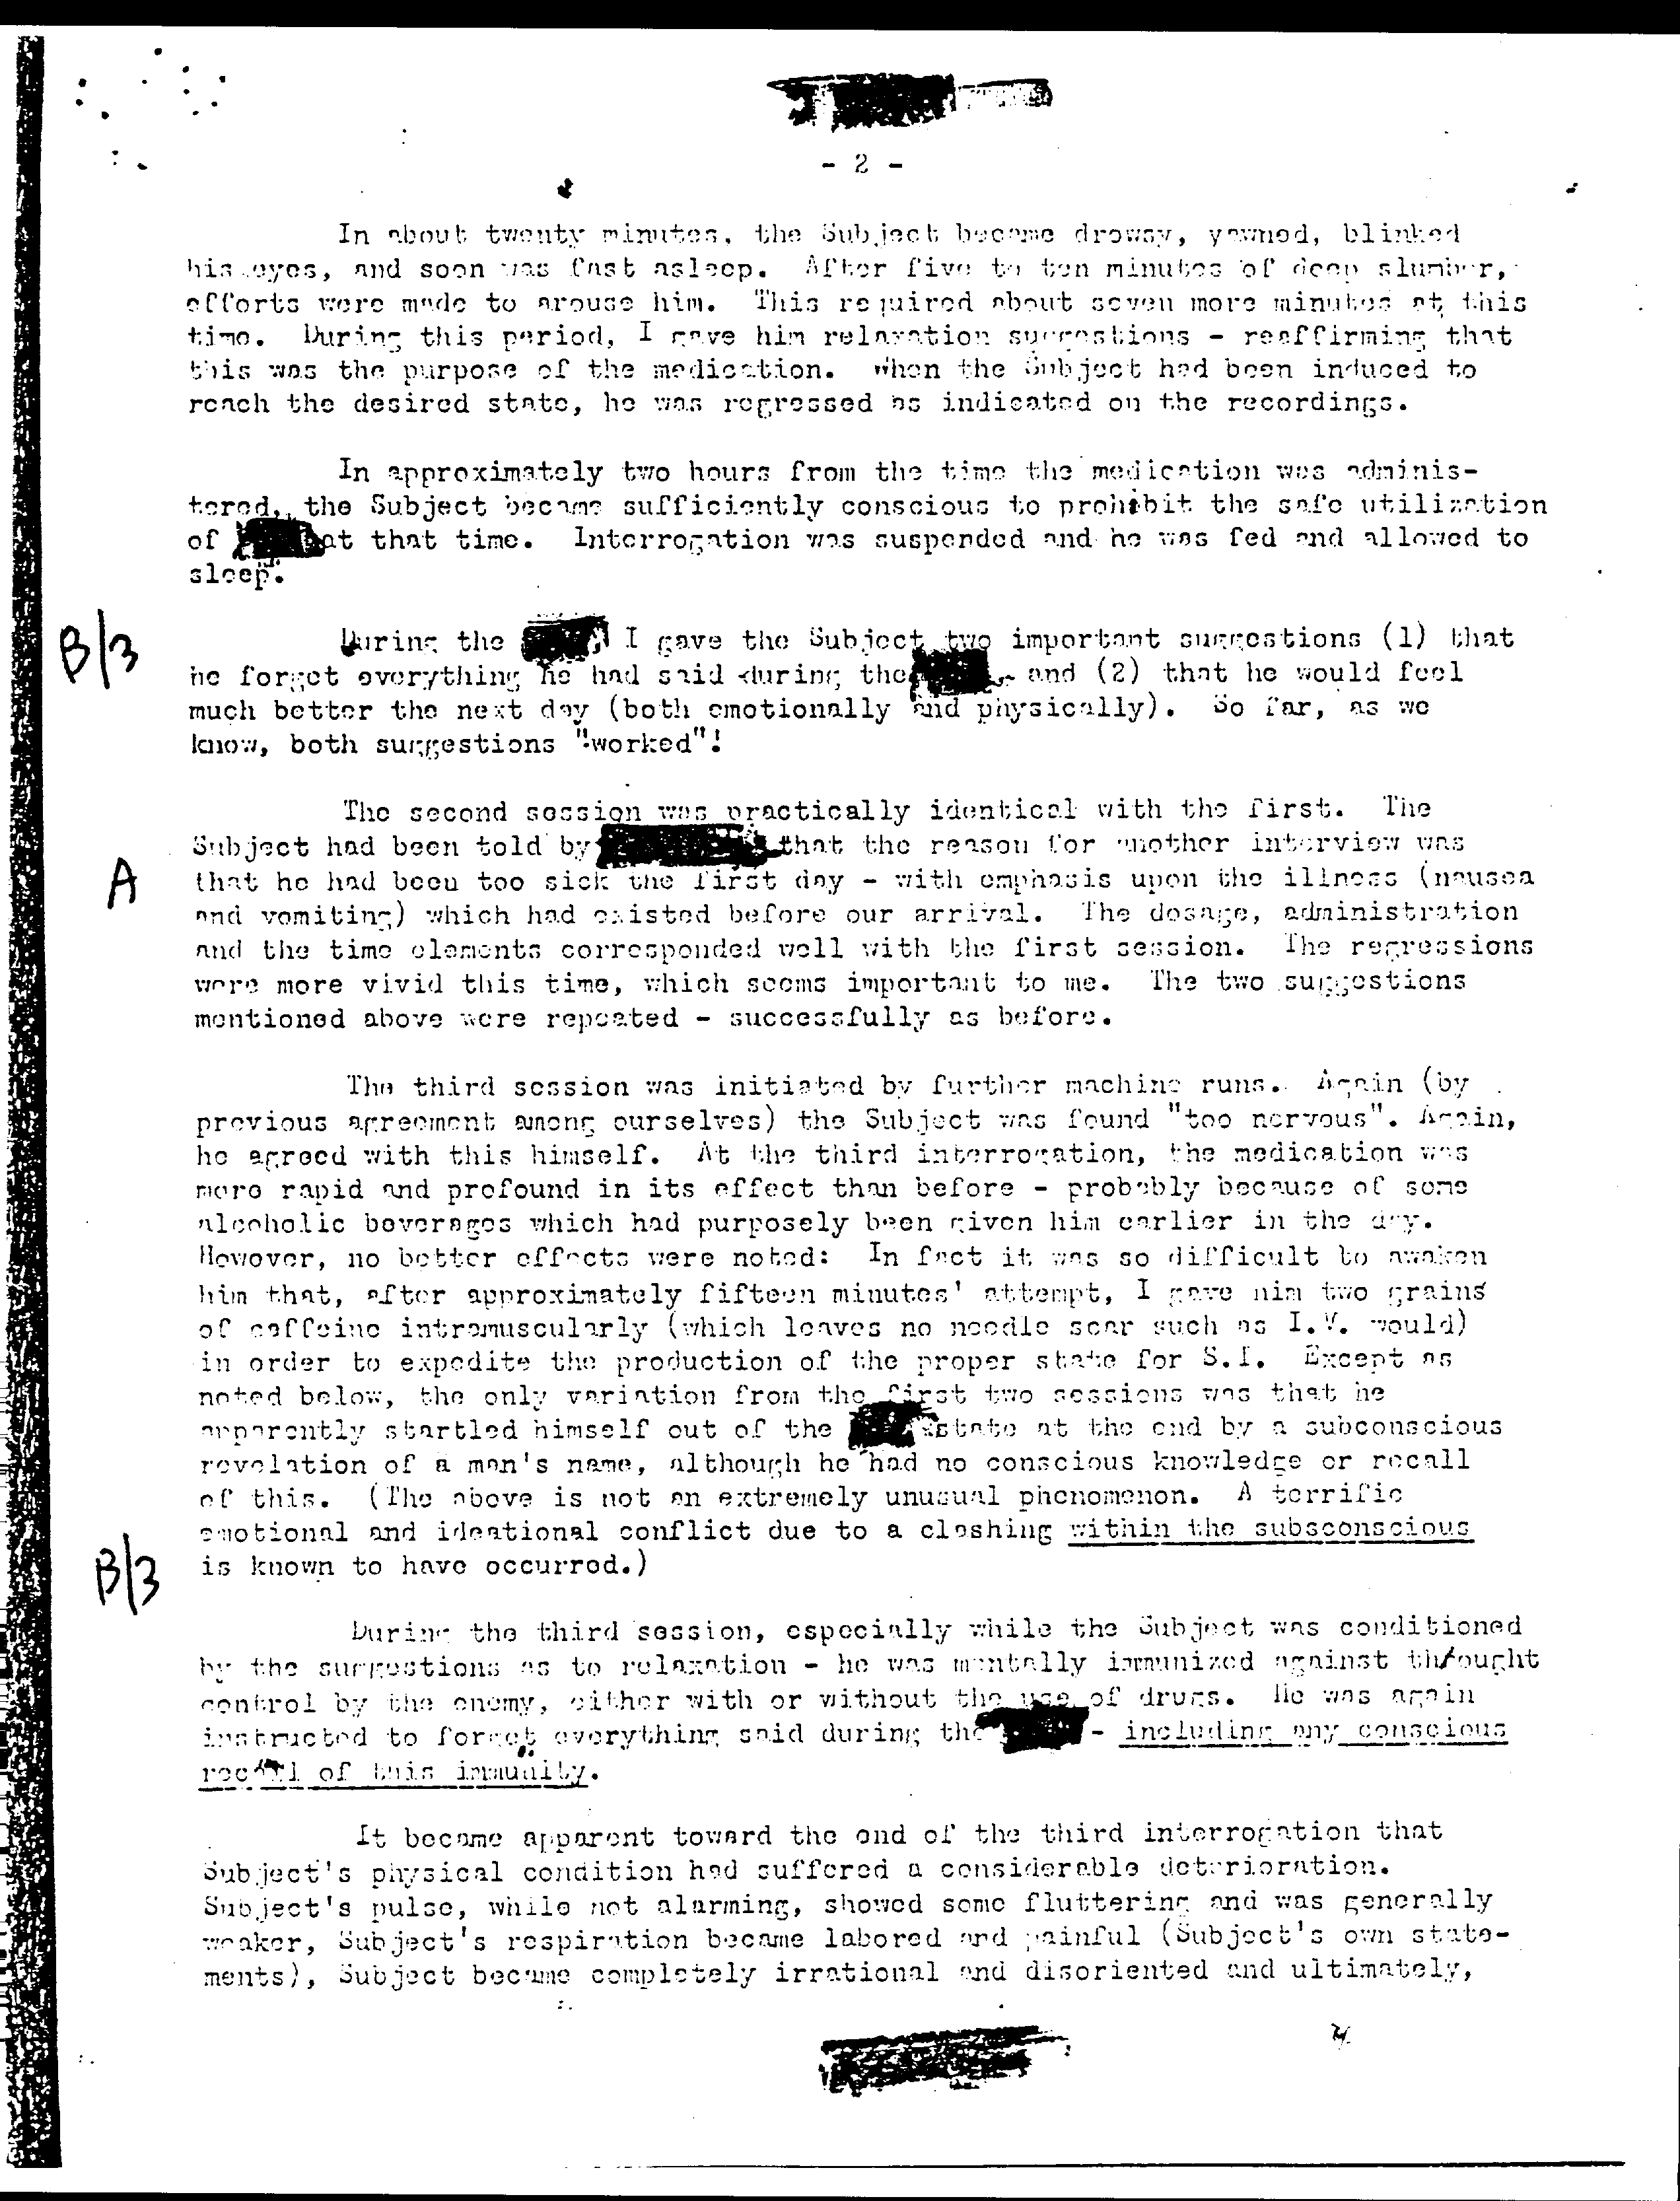 - 2 -
In about twenty minutes, the Subject became drowsy, yawned, blinked
his eyes, and soon was fast asleep. After five to ten minutes of deep slumber,
efforts were made to arouse him. This required about seven more minutes at this
time. During this period, I gave him relaxation suggestions - reaffirming that
this was the purpose of the medication. When the Subject had been induced to
reach the desired state, he was regressed as indicated on the recordings.
In approximately two hours from the time the medication was adminis-
tered, the Subject became sufficiently conscious to prohibit the safe utilization
of at that time. Interrogation was suspended and he was fed and allowed to
sleep.
B/3
During the I gave the Subject two important suggestions (1) that
he forget everything he had said during the and (2) that he would feel
much better the next day (both emotionally and physically). So far, as we
know, both suggestions "worked"!
The second session was practically identical with the first. The
Subject had been told by that the reason for another interview was
A
that he had been too sick the first day - with emphasis upon the illness (nausea
and vomiting) which had existed before our arrival. The dosage, administration
and the time elements corresponded well with the first session. The regressions
were more vivid this time, which seems important to me. The two suggestions
mentioned above were repeated - successfully as before.
The third session was initiated by further machine runs. Again (by
previous agreement among ourselves) the Subject was found "too nervous". Again,
he agreed with this himself. At the third interrogation, the medication was
more rapid and profound in its effect than before - probably because of some
alcoholic beverages which had purposely been given him earlier in the day.
However, no better effects were noted: In fact it was so difficult to awaken
him that, after approximately fifteen minutes' attempt, I gave him two grains
of caffeine intramuscularly (which leaves no needle scar such as I.V. would)
in order to expedite the production of the proper state for S.I. Except as
noted below, the only variation from the first two sessions was that he
apparently startled himself out of the state at the end by a subconscious
revelation of a man's name, although he had no conscious knowledge or recall
of this. (The above is not an extremely unusual phenomenon. A terrific
emotional and ideational conflict due to a clashing within the subsconscious
B/3
is known to have occurred.)
During the third session, especially while the Subject was conditioned
by the suggestions as to relaxation - he was mentally immunized against thought
control by the enemy, either with or without the use of drugs. He was again
instructed to forget everything said during the - including any conscious
recall of this immunity.
It became apparent toward the end of the third interrogation that
Subject's physical condition had suffered a considerable deterioration.
Subject's pulse, while not alarming, showed some fluttering and was generally
weaker, Subject's respiration became labored and painful (Subject's own state-
ments), Subject became completely irrational and disoriented and ultimately,